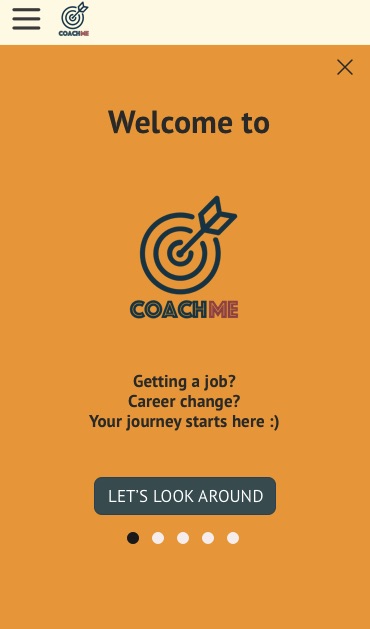 COACHME
Welcome to
COACHME
Getting a job?
Career change?
Your journey starts here :)
LET'S LOOK AROUND